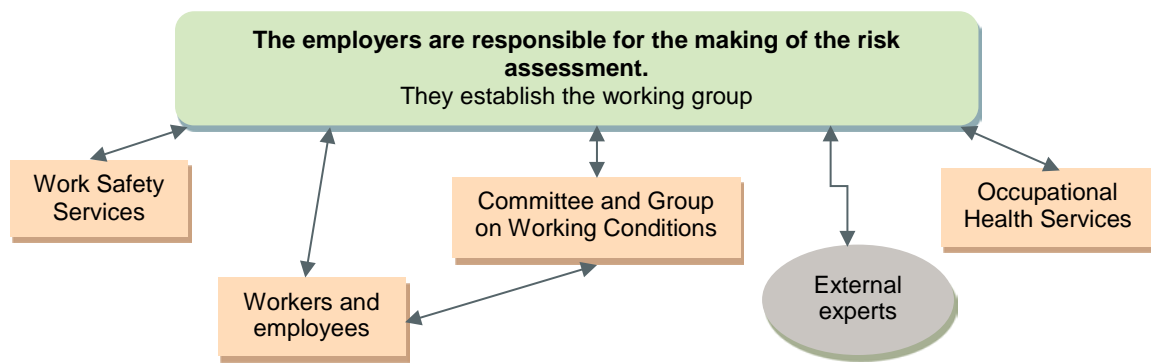 The employers are responsible for the making of the risk
assessment.
They establish the working group
Work Safety
Services
Committee and Group
on Working Conditions
Occupational
Health Services
Workers and
employees
External
experts